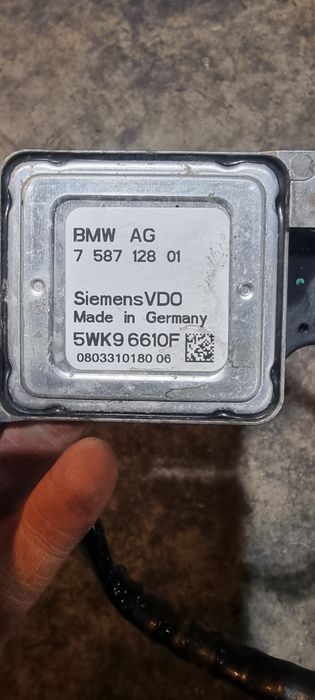 BMW AG
7 587 128 01
SiemensVDO
Made in Germany
5WK9 6610F
0803310180 06